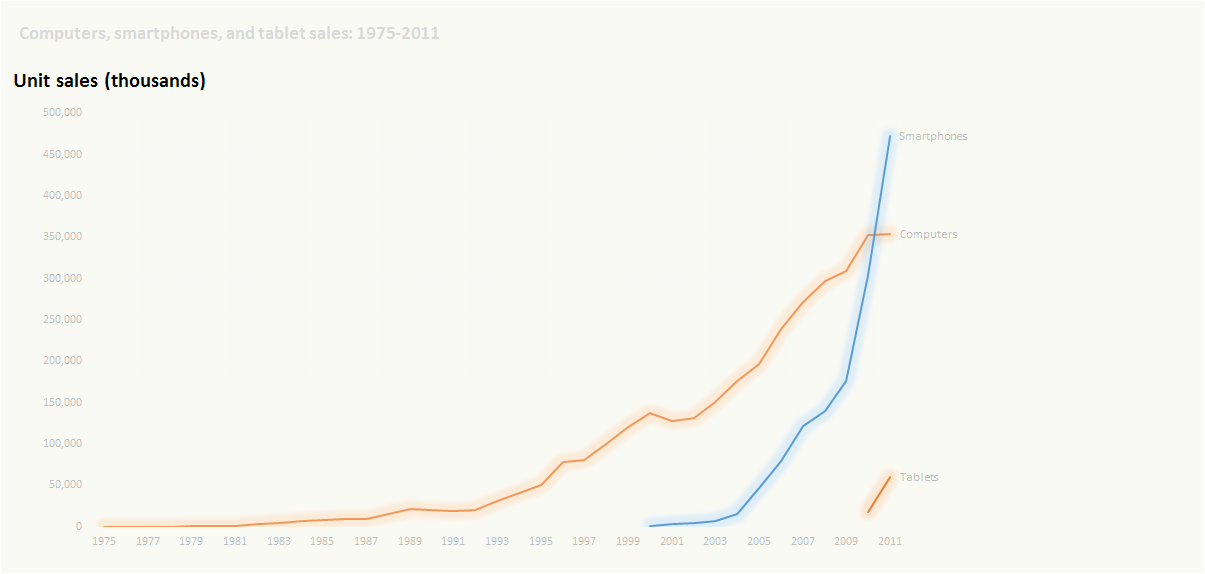 Computers, smartphones, and tablet sales: 1975-2011
Unit sales (thousands)
500,000
Smartphones
450,000
400,000
350,000
Computers
300,000
250,000
200,000
150,000
100,000
50,000
Tablets
0
1975 1977 1979 1981 1983 1985 1987 1989 1991 1993 1995 1997 1999 2001 2003 2005 2007 2009 2011